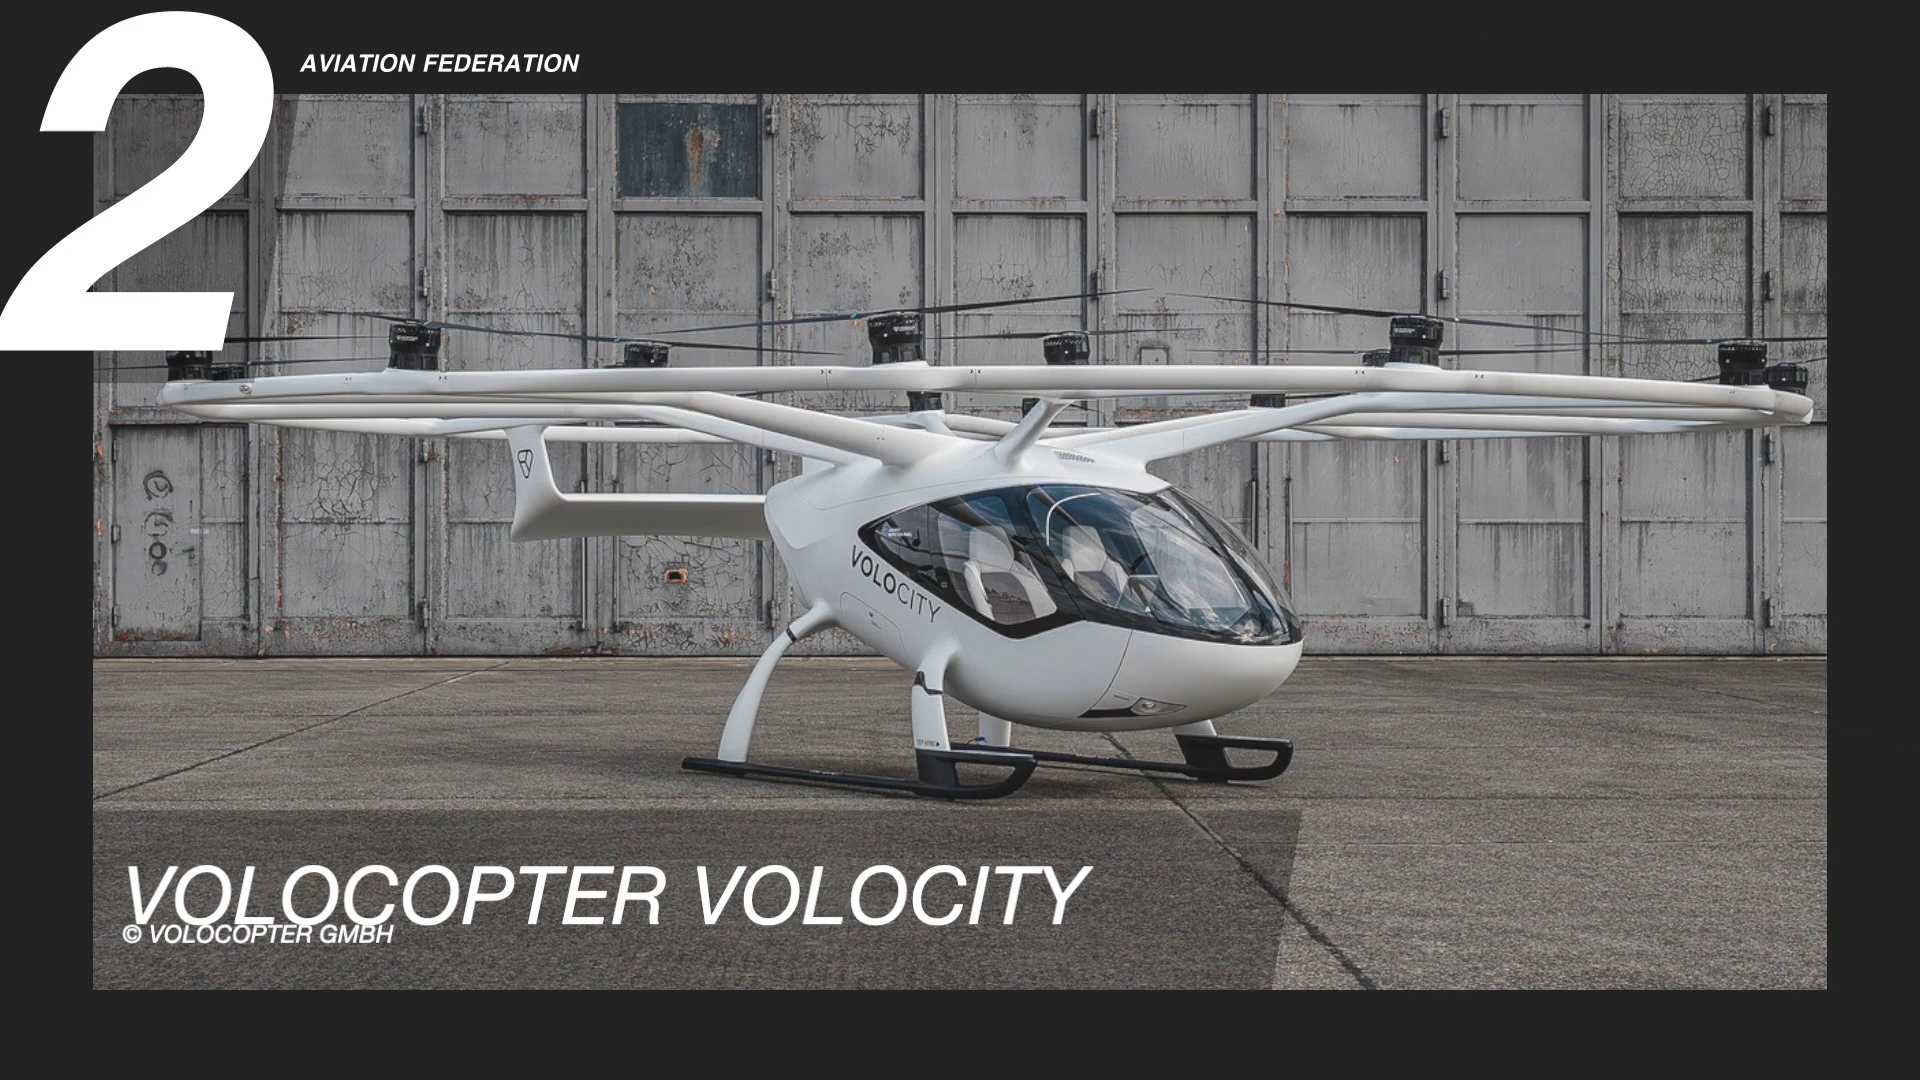 2
AVIATION FEDERATION
VOLOCITY
VOLOCOPTER VOLOCITY
© VOLOCOPTER GMBH